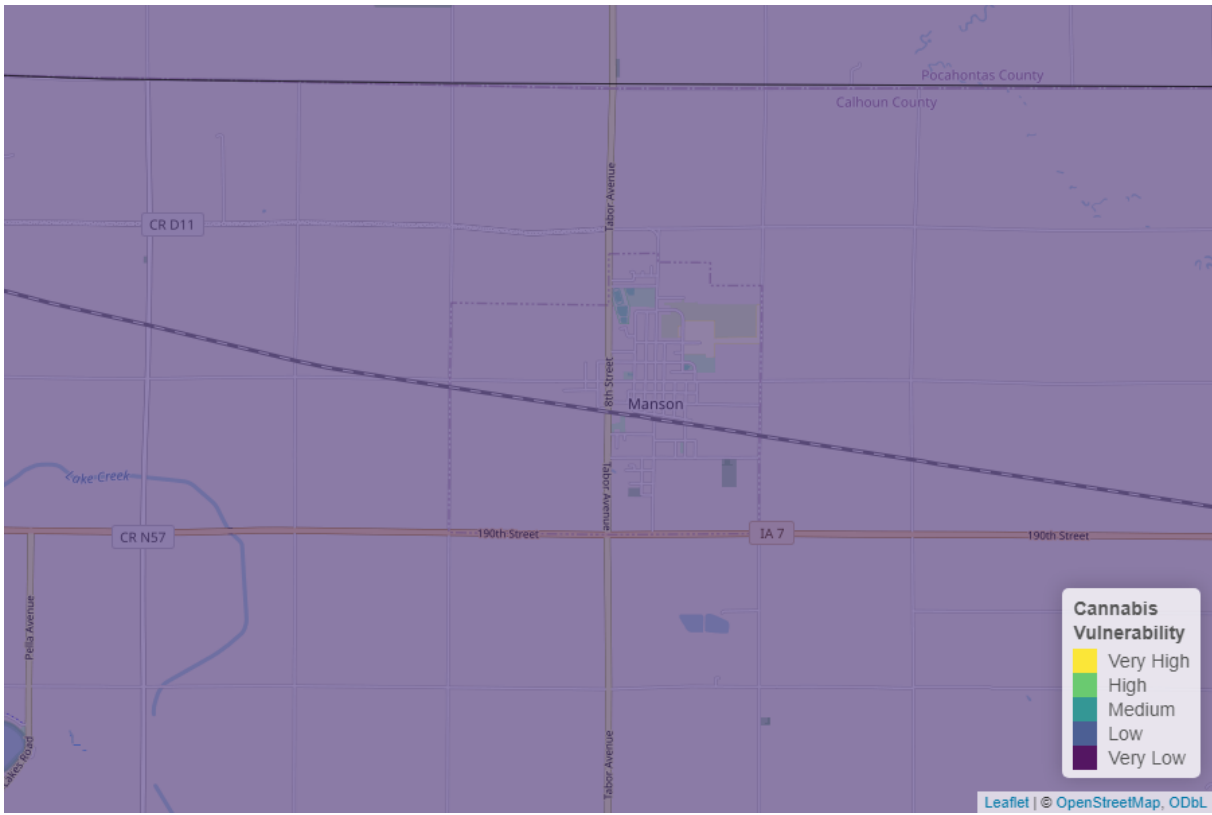 Pocahontas County
Calhoun County
Tabor Avenue
CR D11
8th Street
Manson
Lake Creek
Tabor Avenue
CR N57
190th Street
IA 7
190th Street
Pella Avenue
Tabor Avenue
Lakes Road
Cannabis
Vulnerability
Very High
High
Medium
Low
Very Low
Leaflet | © OpenStreetMap, ODbL